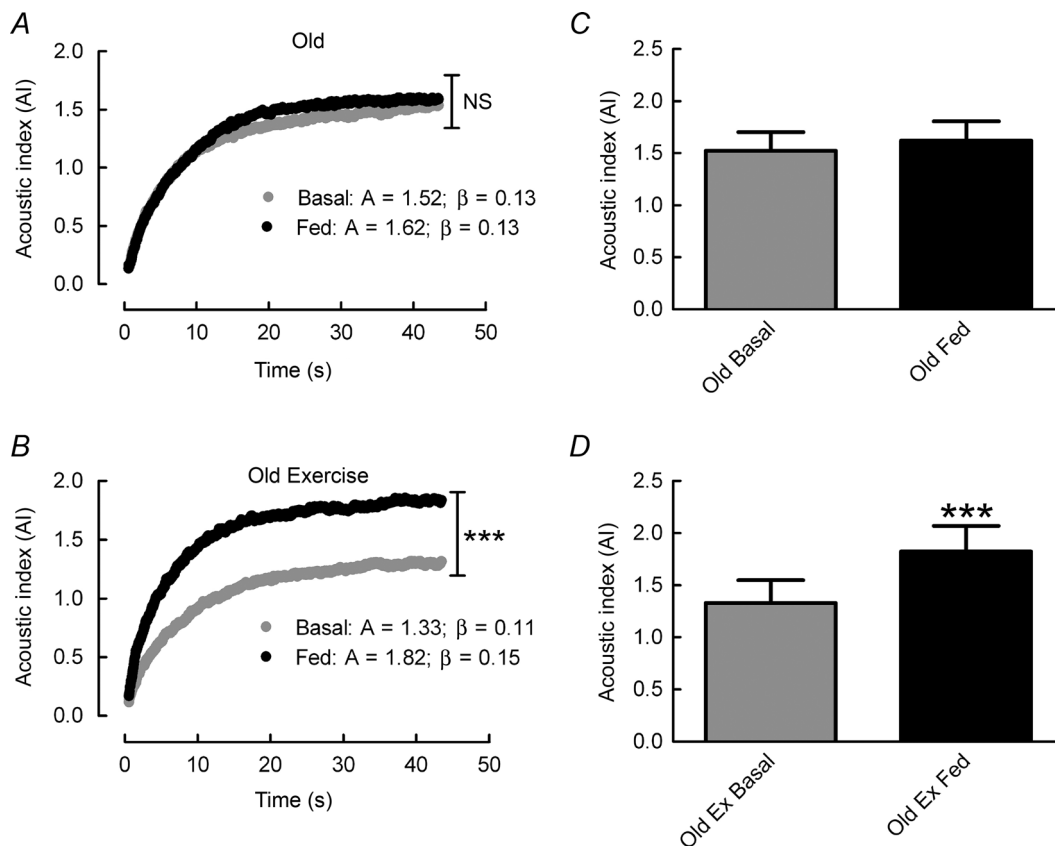 A
Old
Acoustic index (AI)
2.0
1.5
1.0
0.5
0.0
NS
Basal: A = 1.52; β = 0.13
Fed: A = 1.62; β = 0.13
0 10 20 30 40 50
Time (s)
C
Acoustic index (AI)
2.5
2.0
1.5
1.0
0.5
0.0
Old Basal
Old Fed
B
Old Exercise
Acoustic index (AI)
2.0
1.5
1.0
0.5
0.0
***
Basal: A = 1.33; β = 0.11
Fed: A = 1.82; β = 0.15
0 10 20 30 40 50
Time (s)
D
Acoustic index (AI)
2.5
2.0
1.5
1.0
0.5
0.0
***
Old Ex Basal
Old Ex Fed